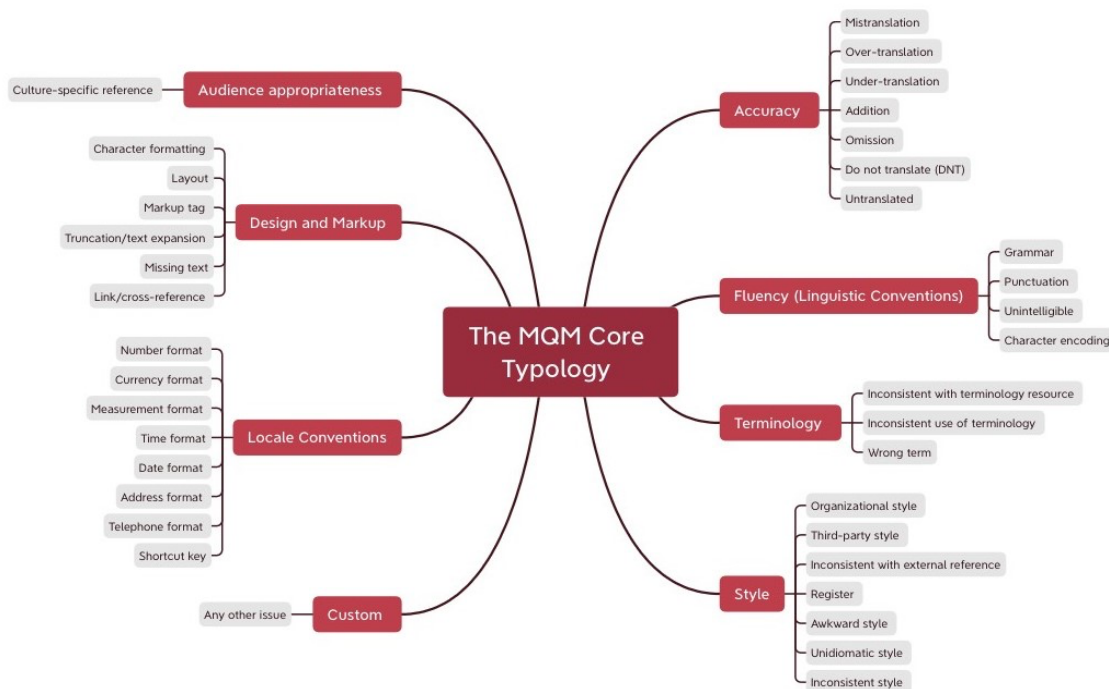 The MQM Core
Typology
Audience appropriateness
Culture-specific reference
Design and Markup
Character formatting
Layout
Markup tag
Truncation/text expansion
Missing text
Link/cross-reference
Locale Conventions
Number format
Currency format
Measurement format
Time format
Date format
Address format
Telephone format
Shortcut key
Custom
Any other issue
Accuracy
Mistranslation
Over-translation
Under-translation
Addition
Omission
Do not translate (DNT)
Untranslated
Fluency (Linguistic Conventions)
Grammar
Punctuation
Unintelligible
Character encoding
Terminology
Inconsistent with terminology resource
Inconsistent use of terminology
Wrong term
Style
Organizational style
Third-party style
Inconsistent with external reference
Register
Awkward style
Unidiomatic style
Inconsistent style